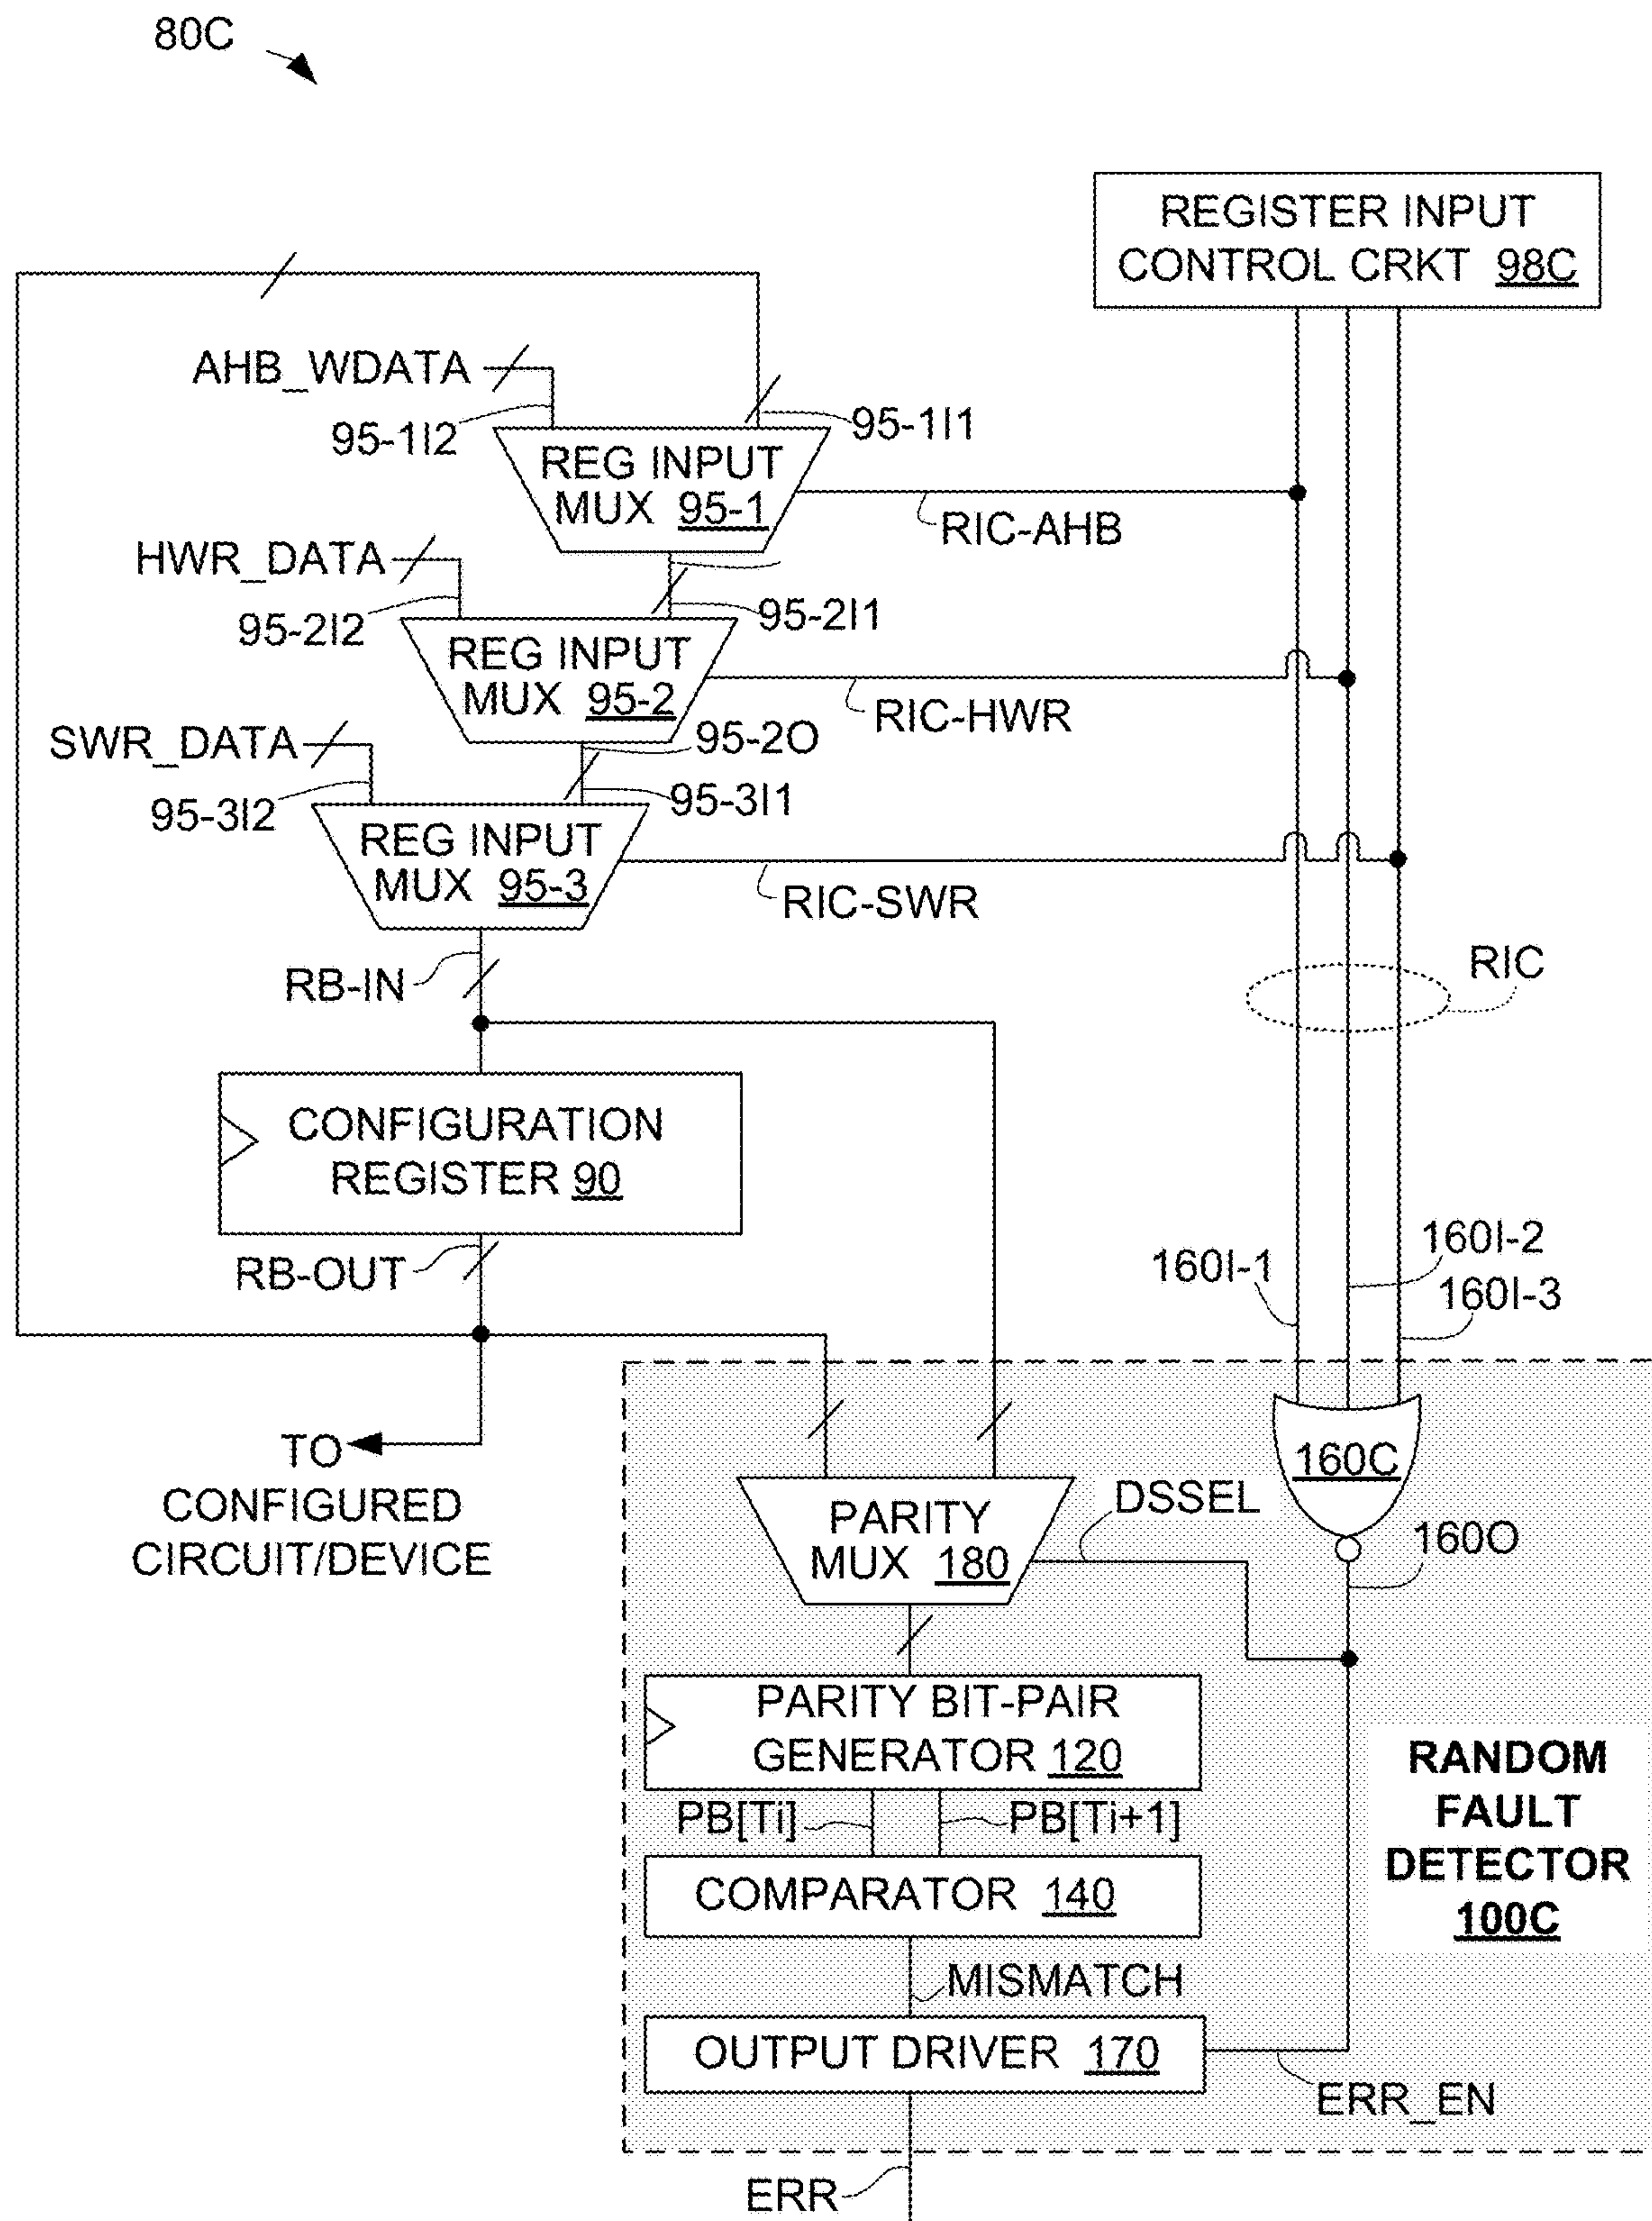 80C
REGISTER INPUT
CONTROL CRKT 98C
AHB_WDATA
95-1I2
95-1I1
REG INPUT
MUX 95-1
RIC-AHB
HWR_DATA
95-2I2
95-2I1
REG INPUT
MUX 95-2
RIC-HWR
95-2O
SWR_DATA
95-3I2
95-3I1
REG INPUT
MUX 95-3
RIC-SWR
RB-IN
RIC
CONFIGURATION
REGISTER 90
RB-OUT
160I-1
160I-2
160I-3
TO
CONFIGURED
CIRCUIT/DEVICE
160C
PARITY
MUX 180
DSSEL
160O
PARITY BIT-PAIR
GENERATOR 120
PB[Ti]
PB[Ti+1]
COMPARATOR 140
RANDOM
FAULT
DETECTOR
100C
MISMATCH
OUTPUT DRIVER 170
ERR_EN
ERR